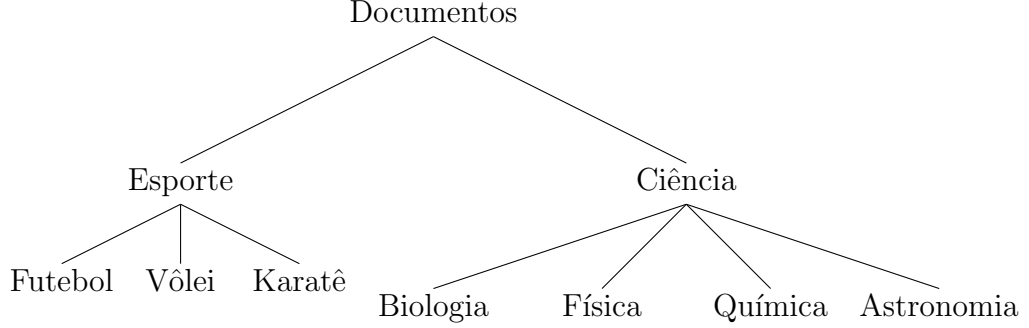 Documentos
Esporte
Ciência
Futebol
Vôlei
Karatê
Biologia
Física
Química
Astronomia